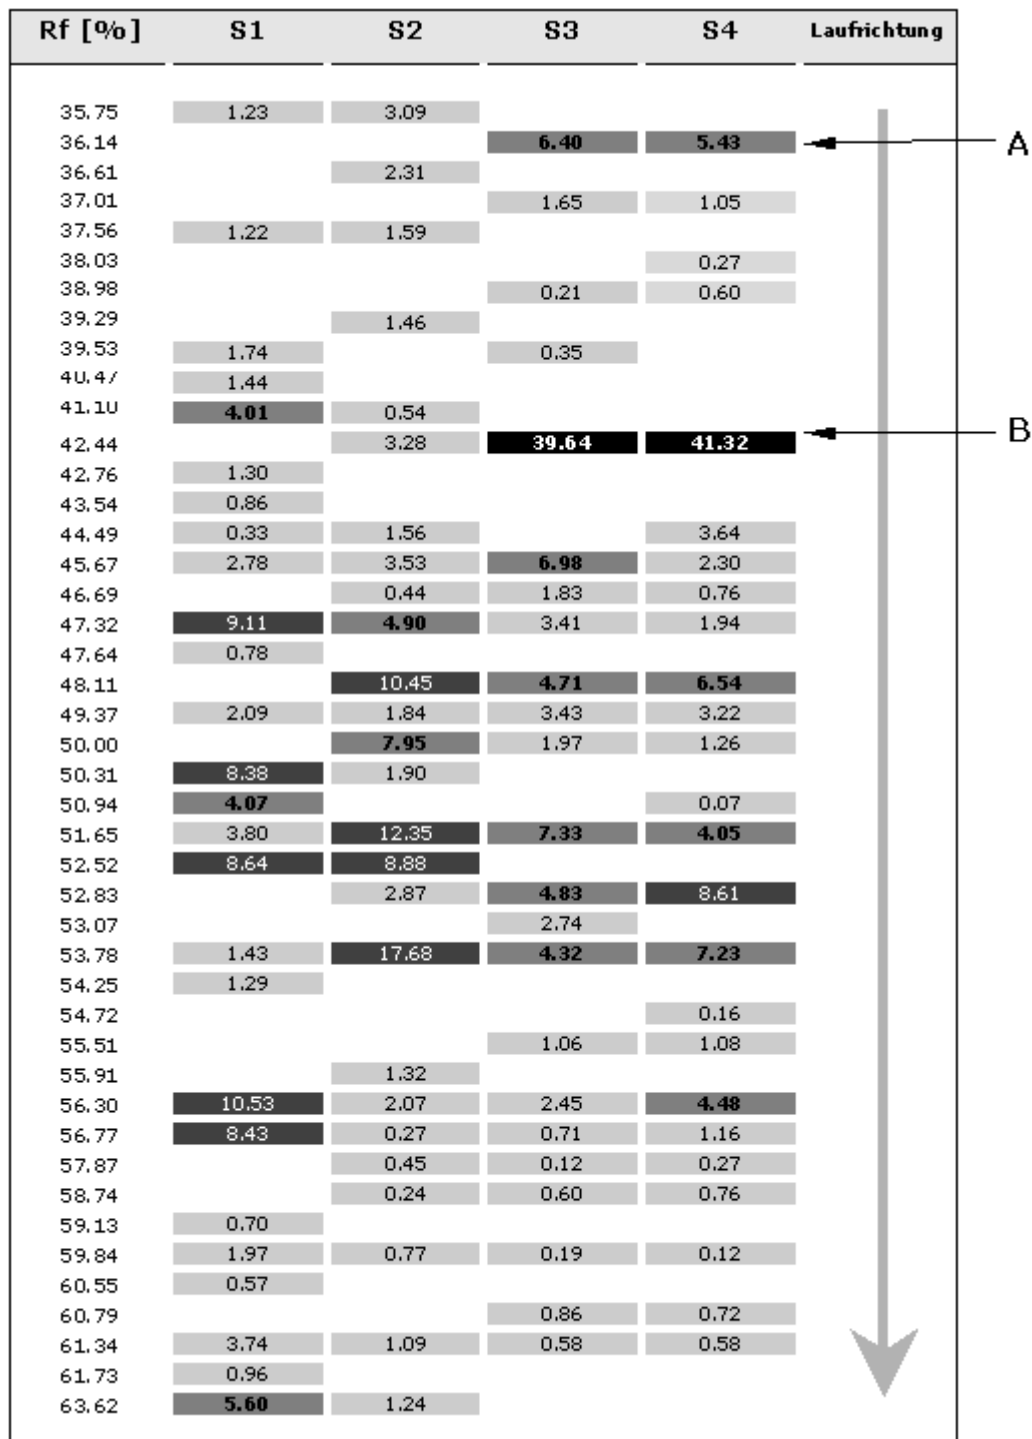 Rf [%] S1 S2 S3 S4 Laufrichtung
35.75 1.23 3.09
36.14 6.40 5.43 A
36.61 2.31
37.01 1.65 1.05
37.56 1.22 1.59
38.03 0.27
38.98 0.21 0.60
39.29 1.46
39.53 1.74 0.35
40.47 1.44
41.10 4.01 0.54
42.44 3.28 39.64 41.32 B
42.76 1.30
43.54 0.86
44.49 0.33 1.56 3.64
45.67 2.78 3.53 6.98 2.30
46.69 0.44 1.83 0.76
47.32 9.11 4.90 3.41 1.94
47.64 0.78
48.11 10.45 4.71 6.54
49.37 2.09 1.84 3.43 3.22
50.00 7.95 1.97 1.26
50.31 8.38 1.90
50.94 4.07 0.07
51.65 3.80 12.35 7.33 4.05
52.52 8.64 8.88
52.83 2.87 4.83 8.61
53.07 2.74
53.78 1.43 17.68 4.32 7.23
54.25 1.29
54.72 0.16
55.51 1.06 1.08
55.91 1.32
56.30 10.53 2.07 2.45 4.48
56.77 8.43 0.27 0.71 1.16
57.87 0.45 0.12 0.27
58.74 0.24 0.60 0.76
59.13 0.70
59.84 1.97 0.77 0.19 0.12
60.55 0.57
60.79 0.86 0.72
61.34 3.74 1.09 0.58 0.58
61.73 0.96
63.62 5.60 1.24